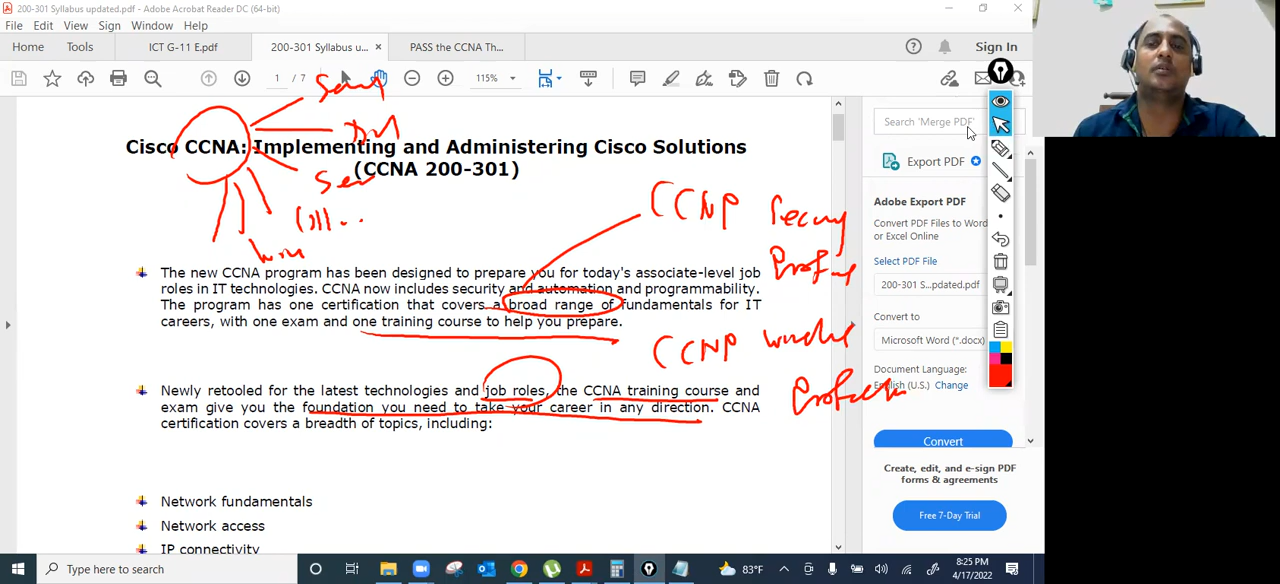 200-301 Syllabus updated.pdf - Adobe Acrobat Reader DC (64-bit)
File Edit View Sign Window Help
Home Tools ICT G-11 E.pdf 200-301 Syllabus u... × PASS the CCNA Th... Sign In
1 / 7 115%
Cisco CCNA: Implementing and Administering Cisco Solutions
(CCNA 200-301)
CCNP
The new CCNA program has been designed to prepare you for today's associate-level job
roles in IT technologies. CCNA now includes security and automation and programmability.
The program has one certification that covers a broad range of fundamentals for IT
careers, with one exam and one training course to help you prepare.
CCNP
Newly retooled for the latest technologies and job roles, the CCNA training course and
exam give you the foundation you need to take your career in any direction. CCNA
certification covers a breadth of topics, including:
Network fundamentals
Network access
IP connectivity
Search 'Merge PDF'
Export PDF
Adobe Export PDF
Convert PDF Files to Word
or Excel Online
Select PDF File
200-301 S...pdated.pdf
Convert to
Microsoft Word (*.docx)
Document Language:
English (U.S.) Change
Convert
Create, edit, and e-sign PDF
forms & agreements
Free 7-Day Trial
Type here to search
83°F
8:25 PM
4/17/2022